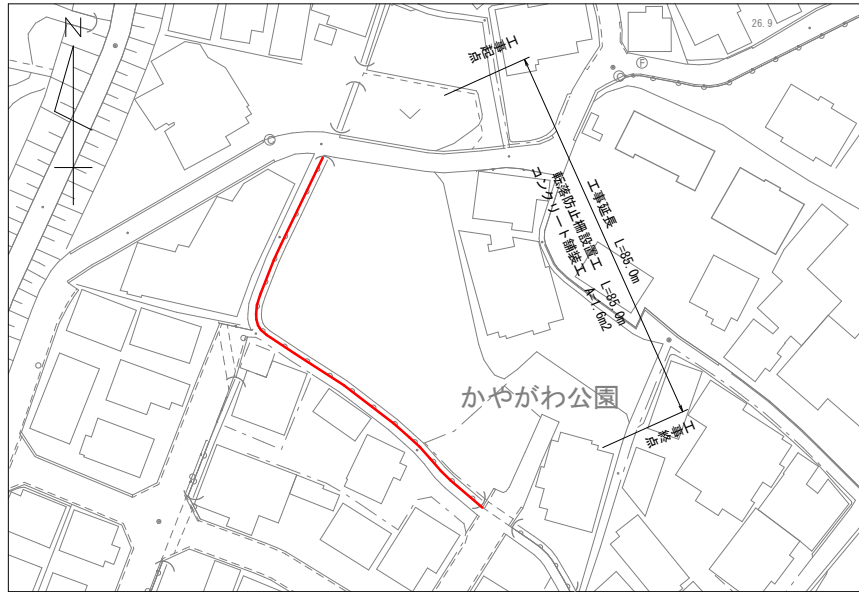 N
26.9
F
工事起点
工事延長 L=85.0m
転落防止柵設置工 L=85.0m
コンクリート舗装工 A=1.6m2
かやがわ公園
工事終点